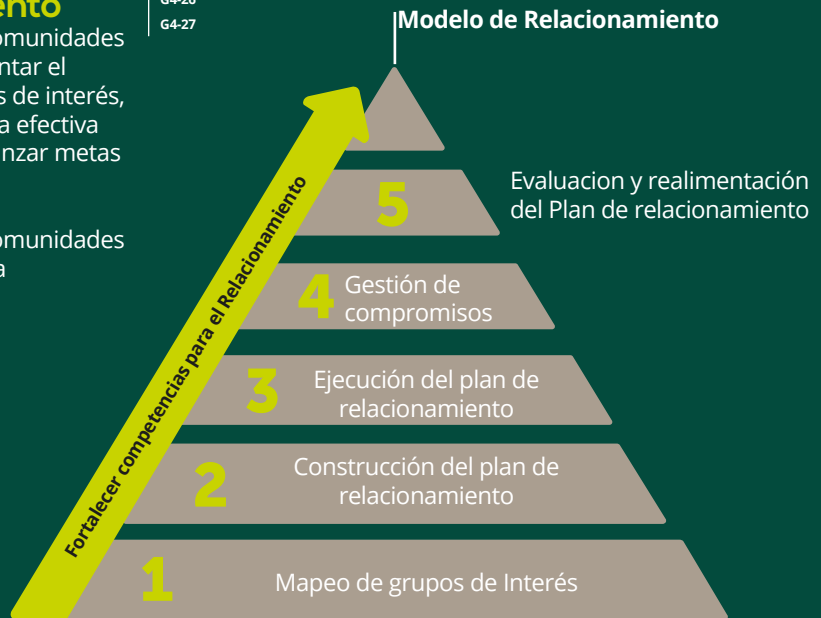 ento
omunidades
ntar el
s de interés,
a efectiva
nzar metas
omunidades
a
G4-26
G4-27
Modelo de Relacionamiento
Fortalecer competencias para el Relacionamiento
5
Evaluacion y realimentación
del Plan de relacionamiento
4
Gestión de
compromisos
3
Ejecución del plan de
relacionamiento
2
Construcción del plan de
relacionamiento
1
Mapeo de grupos de Interés